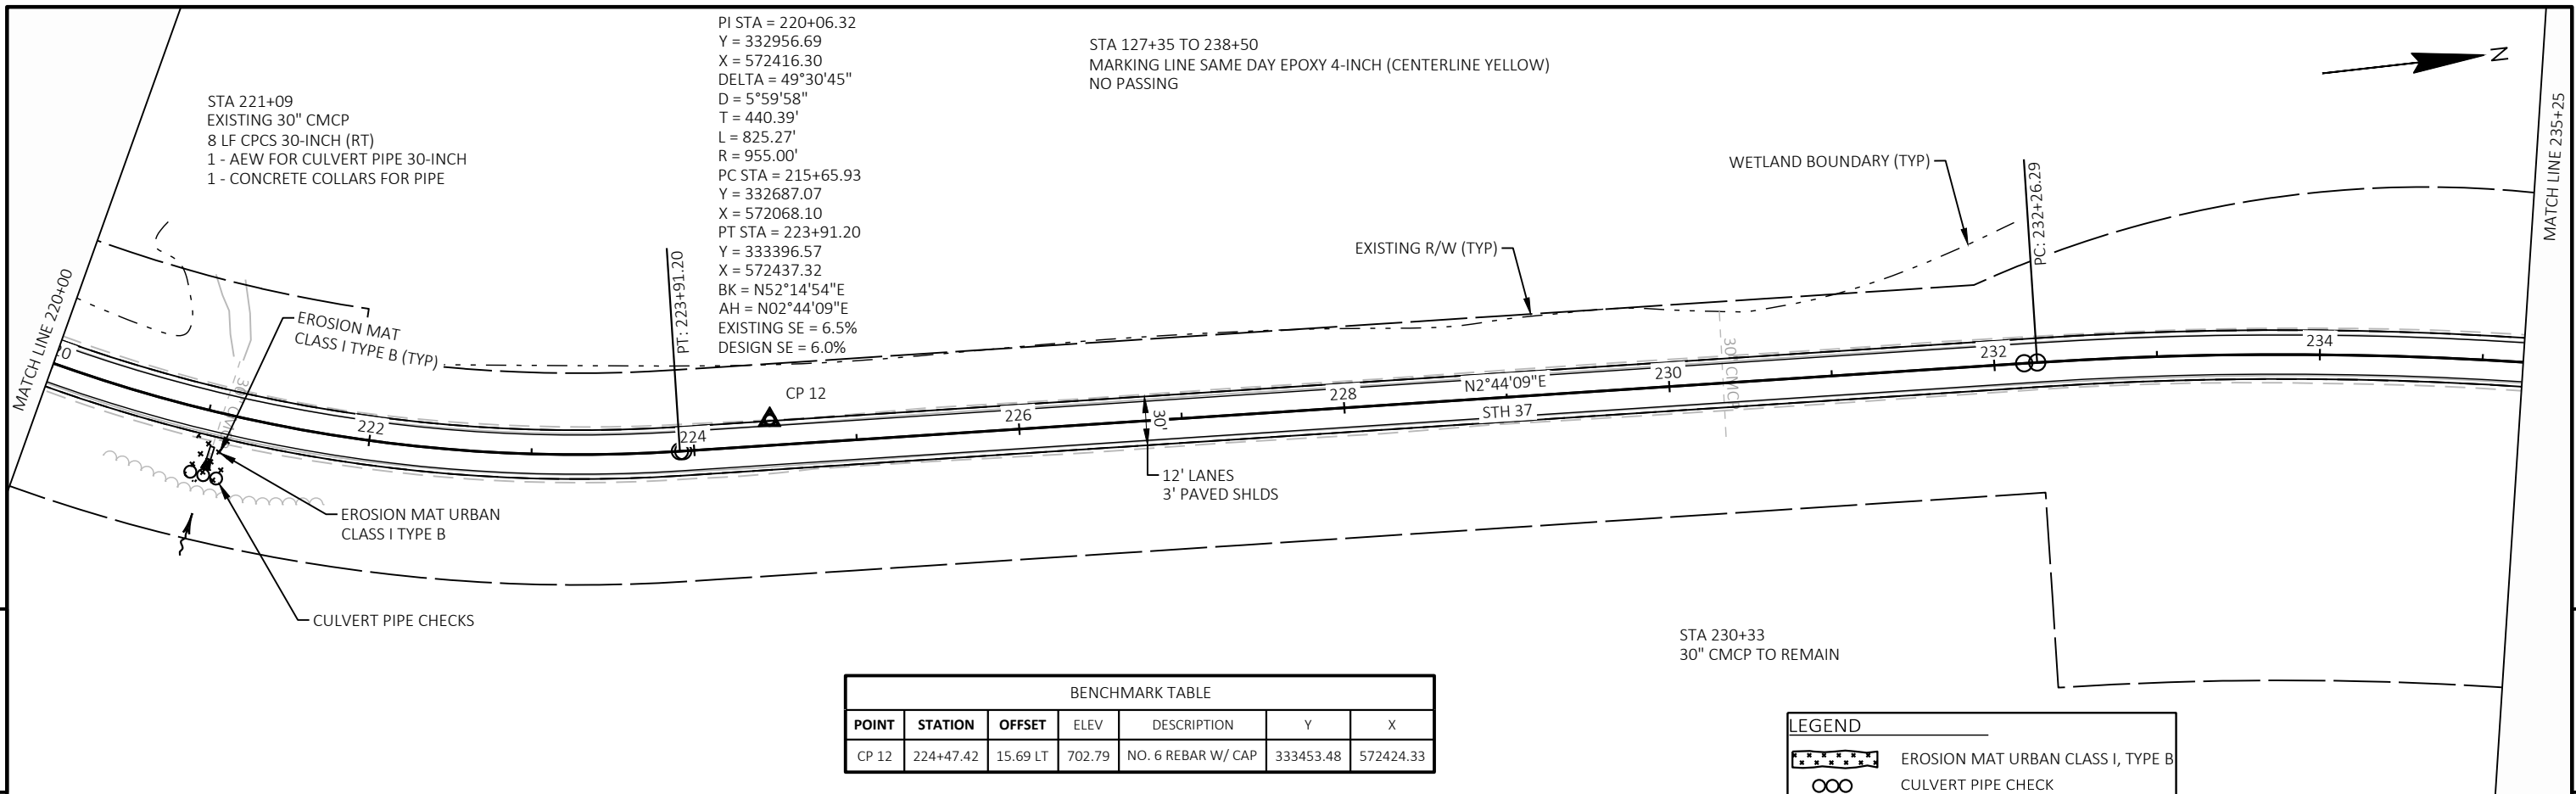 PI STA = 220+06.32
Y = 332956.69
X = 572416.30
DELTA = 49°30'45"
D = 5°59'58"
T = 440.39'
L = 825.27'
R = 955.00'
PC STA = 215+65.93
Y = 332687.07
X = 572068.10
PT STA = 223+91.20
Y = 333396.57
X = 572437.32
BK = N52°14'54"E
AH = N02°44'09"E
EXISTING SE = 6.5%
DESIGN SE = 6.0%
STA 127+35 TO 238+50
MARKING LINE SAME DAY EPOXY 4-INCH (CENTERLINE YELLOW)
NO PASSING
N
STA 221+09
EXISTING 30" CMCP
8 LF CPCS 30-INCH (RT)
1 - AEW FOR CULVERT PIPE 30-INCH
1 - CONCRETE COLLARS FOR PIPE
MATCH LINE 235+25
WETLAND BOUNDARY (TYP)
EXISTING R/W (TYP)
PC: 232+26.29
PT: 223+91.20
MATCH LINE 220+00
EROSION MAT
CLASS I TYPE B (TYP)
CP 12
222
224
226
228
230
232
234
N2°44'09"E
STH 37
30" CMCP
30'
12' LANES
3' PAVED SHLDS
EROSION MAT URBAN
CLASS I TYPE B
CULVERT PIPE CHECKS
STA 230+33
30" CMCP TO REMAIN
BENCHMARK TABLE
POINT STATION OFFSET ELEV DESCRIPTION Y X
CP 12 224+47.42 15.69 LT 702.79 NO. 6 REBAR W/ CAP 333453.48 572424.33
LEGEND
EROSION MAT URBAN CLASS I, TYPE B
CULVERT PIPE CHECK